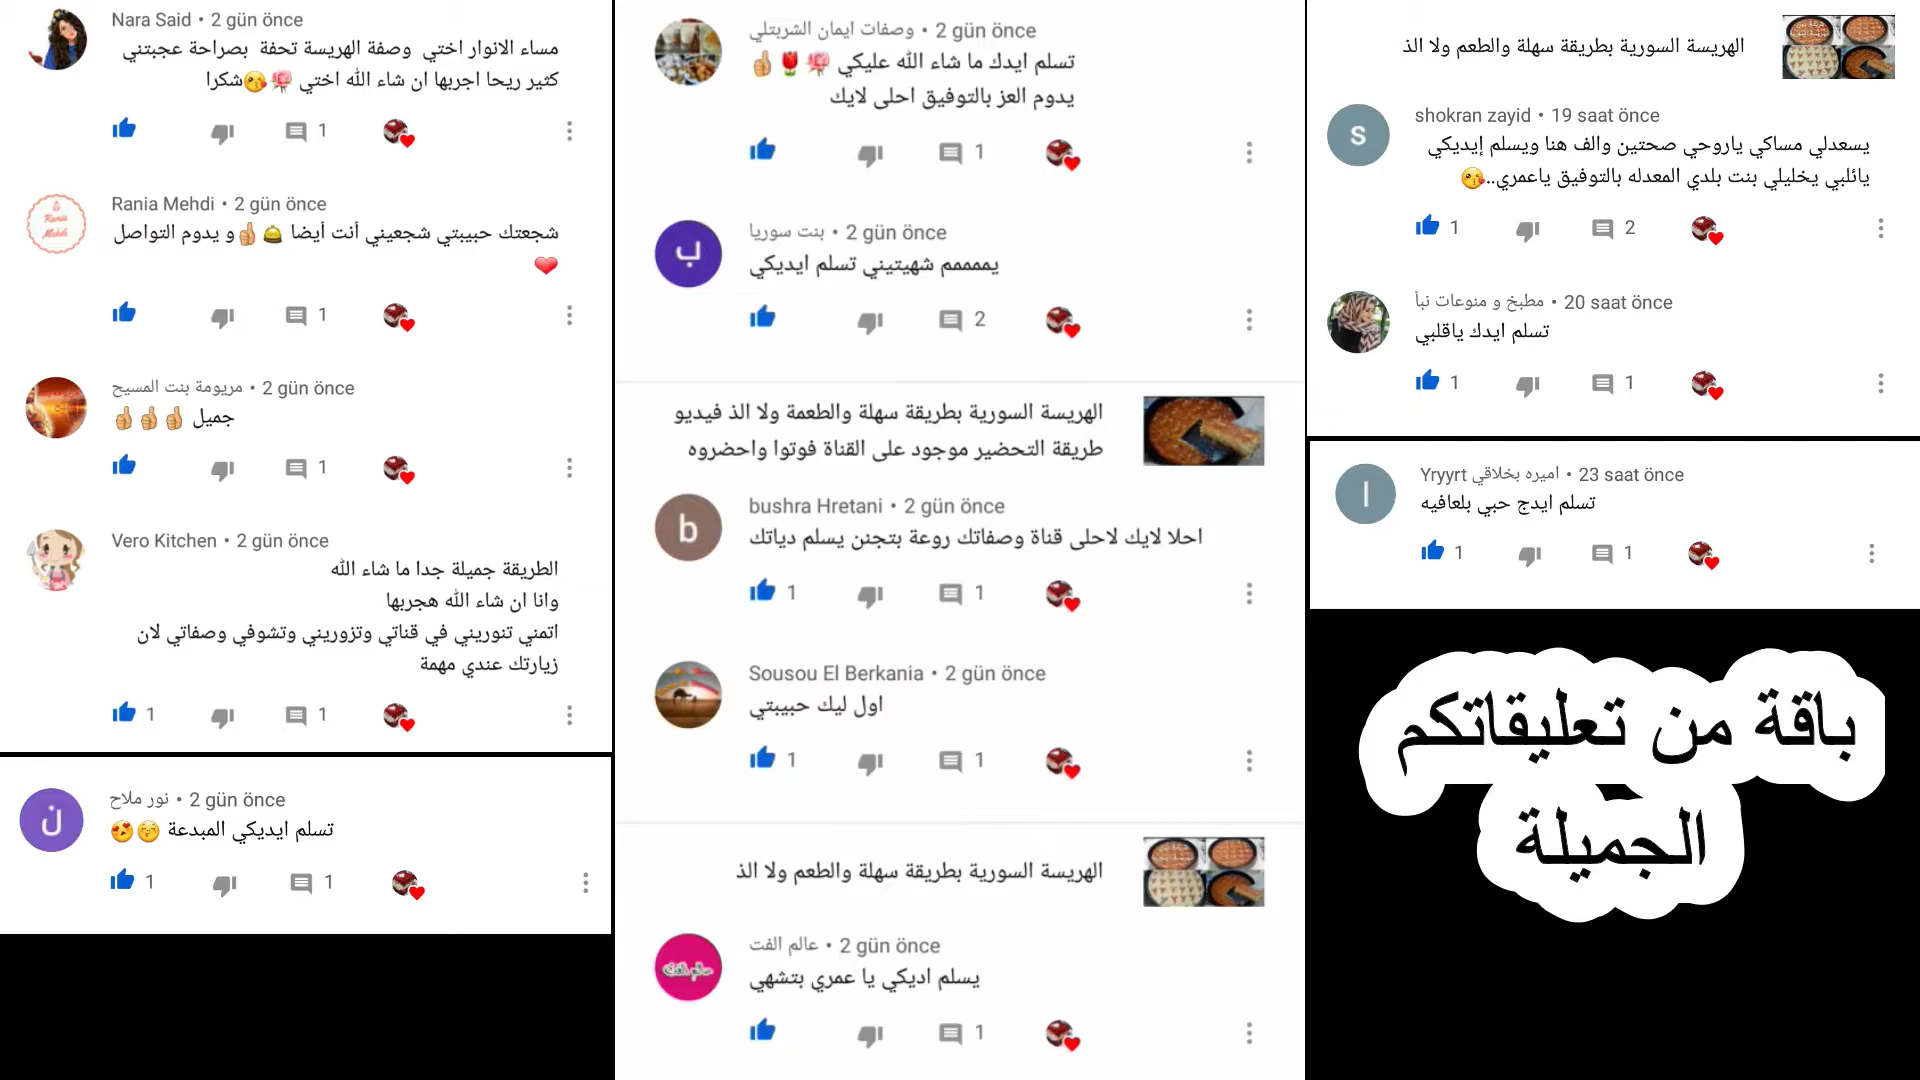 Nara Said • 2 gün önce
مساء الانوار اختي وصفة الهريسة تحفة بصراحة عجبتني
كثير ريحا اجربها ان شاء الله اختي 🌹😘شكرا
1
Rania Mehdi • 2 gün önce
شجعتك حبيبتي شجعيني أنت أيضا 🛎👍و يدوم التواصل
❤
1
مريومة بنت المسيح • 2 gün önce
جميل 👍👍👍
1
Vero Kitchen • 2 gün önce
الطريقة جميلة جدا ما شاء الله
وانا ان شاء الله هجربها
اتمني تنوريني في قناتي وتزوريني وتشوفي وصفاتي لان
زيارتك عندي مهمة
1 1
ن
نور ملاح • 2 gün önce
تسلم ايديكي المبدعة 😚😍
1 1
وصفات ايمان الشربتلي • 2 gün önce
تسلم ايدك ما شاء الله عليكي 🌹🌷👍
يدوم العز بالتوفيق احلى لايك
1
ب
بنت سوريا • 2 gün önce
يممممم شهيتيني تسلم ايديكي
2
الهريسة السورية بطريقة سهلة والطعمة ولا الذ فيديو
طريقة التحضير موجود على القناة فوتوا واحضروه
b
bushra Hretani • 2 gün önce
احلا لايك لاحلى قناة وصفاتك روعة بتجنن يسلم دياتك
1 1
Sousou El Berkania • 2 gün önce
اول ليك حبيبتي
1 1
الهريسة السورية بطريقة سهلة والطعم ولا الذ
عالم الفت • 2 gün önce
يسلم اديكي يا عمري بتشهي
1
الهريسة السورية بطريقة سهلة والطعم ولا الذ
S
shokran zayid • 19 saat önce
يسعدلي مساكي ياروحي صحتين والف هنا ويسلم إيديكي
يائلبي يخليلي بنت بلدي المعدله بالتوفيق ياعمري..😘
1 2
مطبخ و منوعات نبأ • 20 saat önce
تسلم ايدك ياقلبي
1 1
ا
Yryyrt اميره بخلاقي • 23 saat önce
تسلم ايدج حبي بلعافيه
1 1
باقة من تعليقاتكم
الجميلة